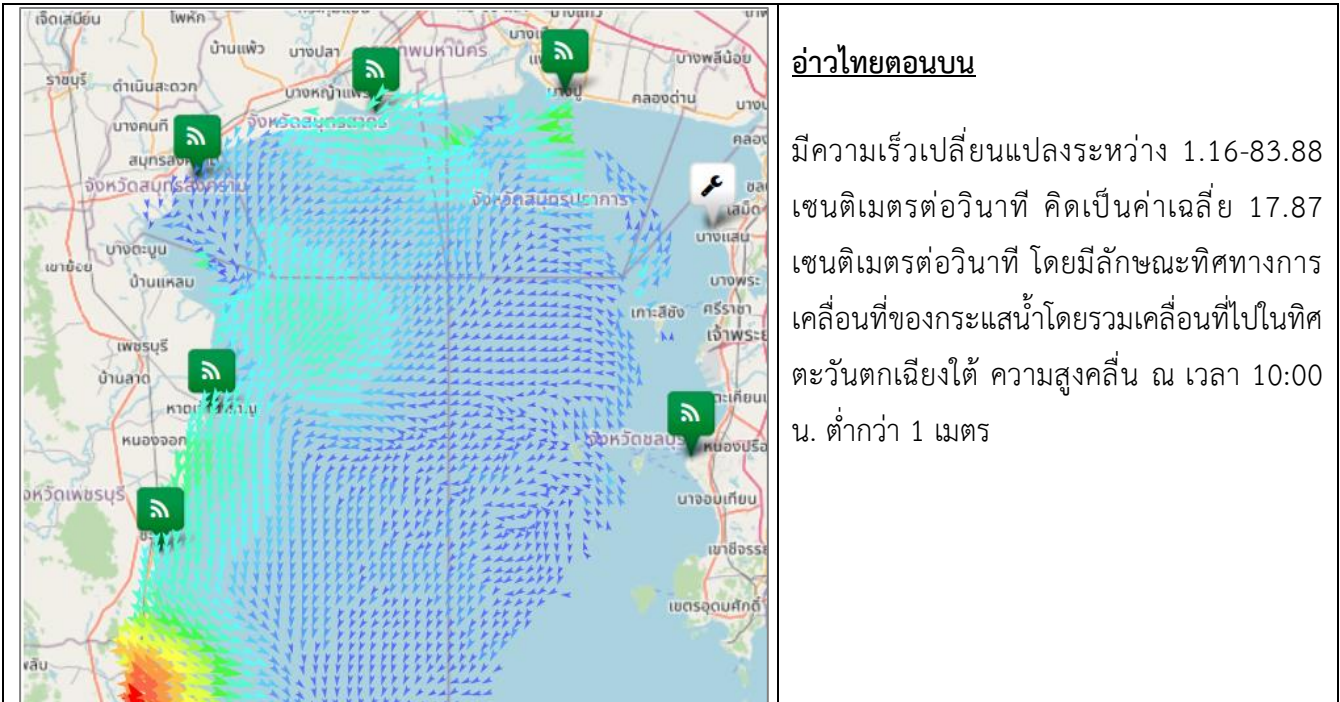 เจ็ดเสมียน
ไผ่หัก
บ้านแพ้ว
บางปลา
บางพลีน้อย
ราชบุรี
ดำเนินสะดวก
คลองด่าน
บางปู
บางคนที
จังหวัดสมุทรสาคร
จังหวัดสมุทรสงคราม
จังหวัดสมุทรปราการ
เสม็ด
บางแสน
บางตะบูน
เขาย้อย
บ้านแหลม
บางพระ
เกาะสีชัง
ศรีราชา
เพชรบุรี
บ้านลาด
หนองจอก
จังหวัดชลบุรี
นาจอมเทียน
เขตรอุดมศักดิ์
อ่าวไทยตอนบน
มีความเร็วเปลี่ยนแปลงระหว่าง 1.16-83.88
เซนติเมตรต่อวินาที คิดเป็นค่าเฉลี่ย 17.87
เซนติเมตรต่อวินาที โดยมีลักษณะทิศทางการ
เคลื่อนที่ของกระแสน้ำโดยรวมเคลื่อนที่ไปในทิศ
ตะวันตกเฉียงใต้ ความสูงคลื่น ณ เวลา 10:00
น. ต่ำกว่า 1 เมตร